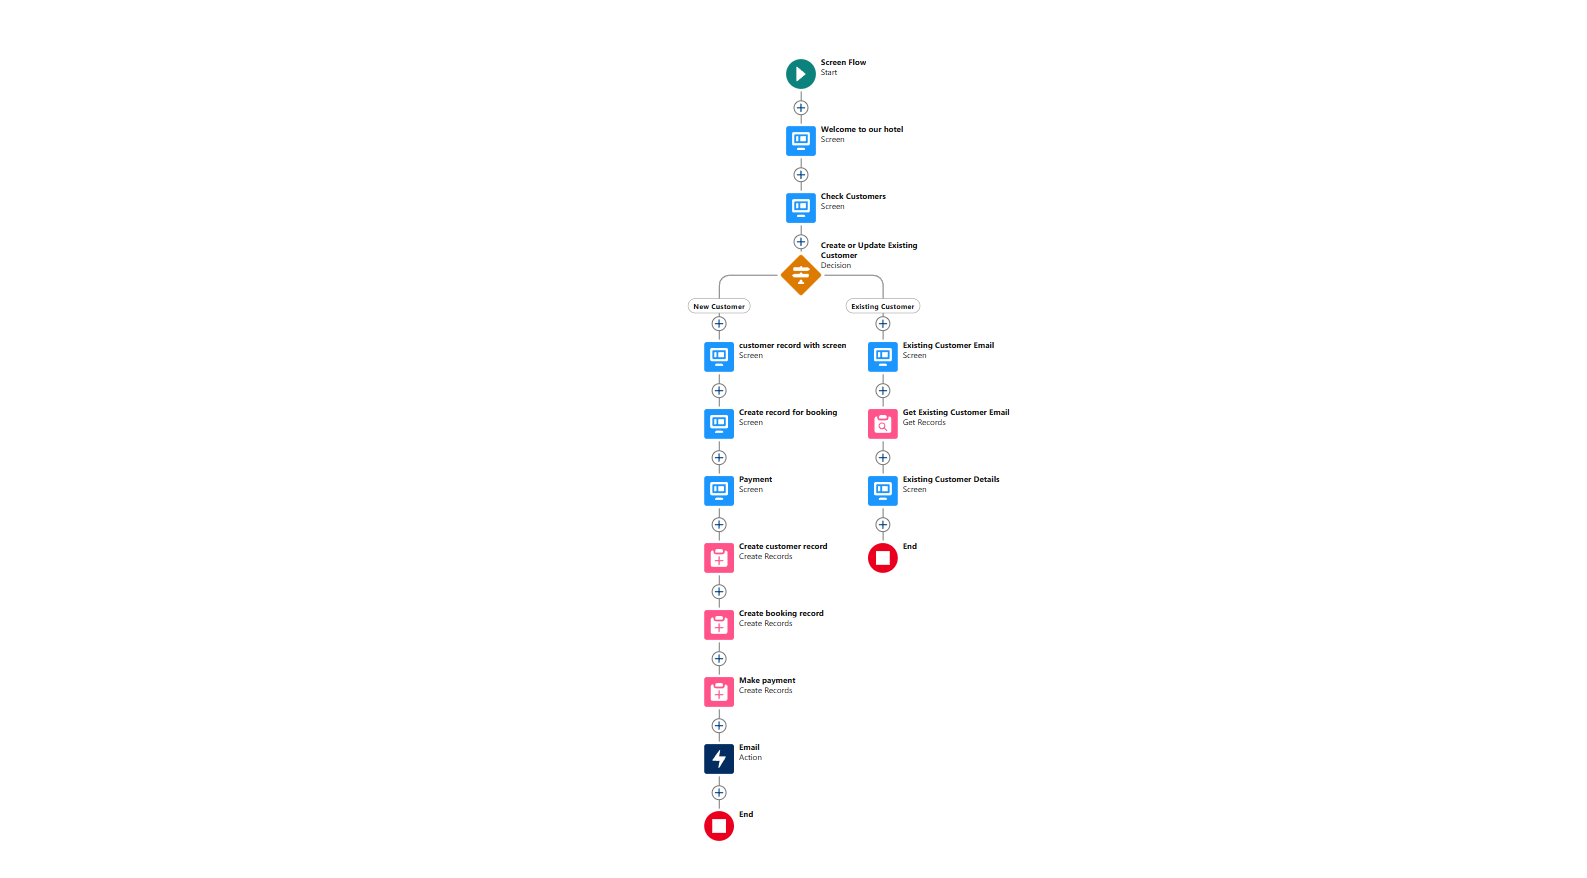 Screen Flow
Start
Welcome to our hotel
Screen
Check Customers
Screen
Create or Update Existing
Customer
Decision
New Customer
Existing Customer
customer record with screen
Screen
Existing Customer Email
Screen
Create record for booking
Screen
Get Existing Customer Email
Get Records
Payment
Screen
Existing Customer Details
Screen
Create customer record
Create Records
End
Create booking record
Create Records
Make payment
Create Records
Email
Action
End